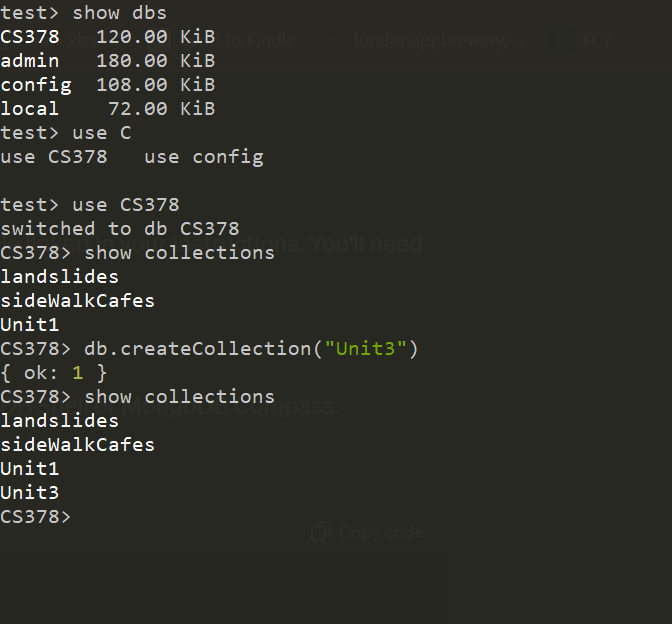 test> show dbs
CS378   120.00 KiB
admin   180.00 KiB
config  108.00 KiB
local    72.00 KiB
test> use C
use CS378   use config
test> use CS378
switched to db CS378
CS378> show collections
landslides
sideWalkCafes
Unit1
CS378> db.createCollection("Unit3")
{ ok: 1 }
CS378> show collections
landslides
sideWalkCafes
Unit1
Unit3
CS378>
Copy code